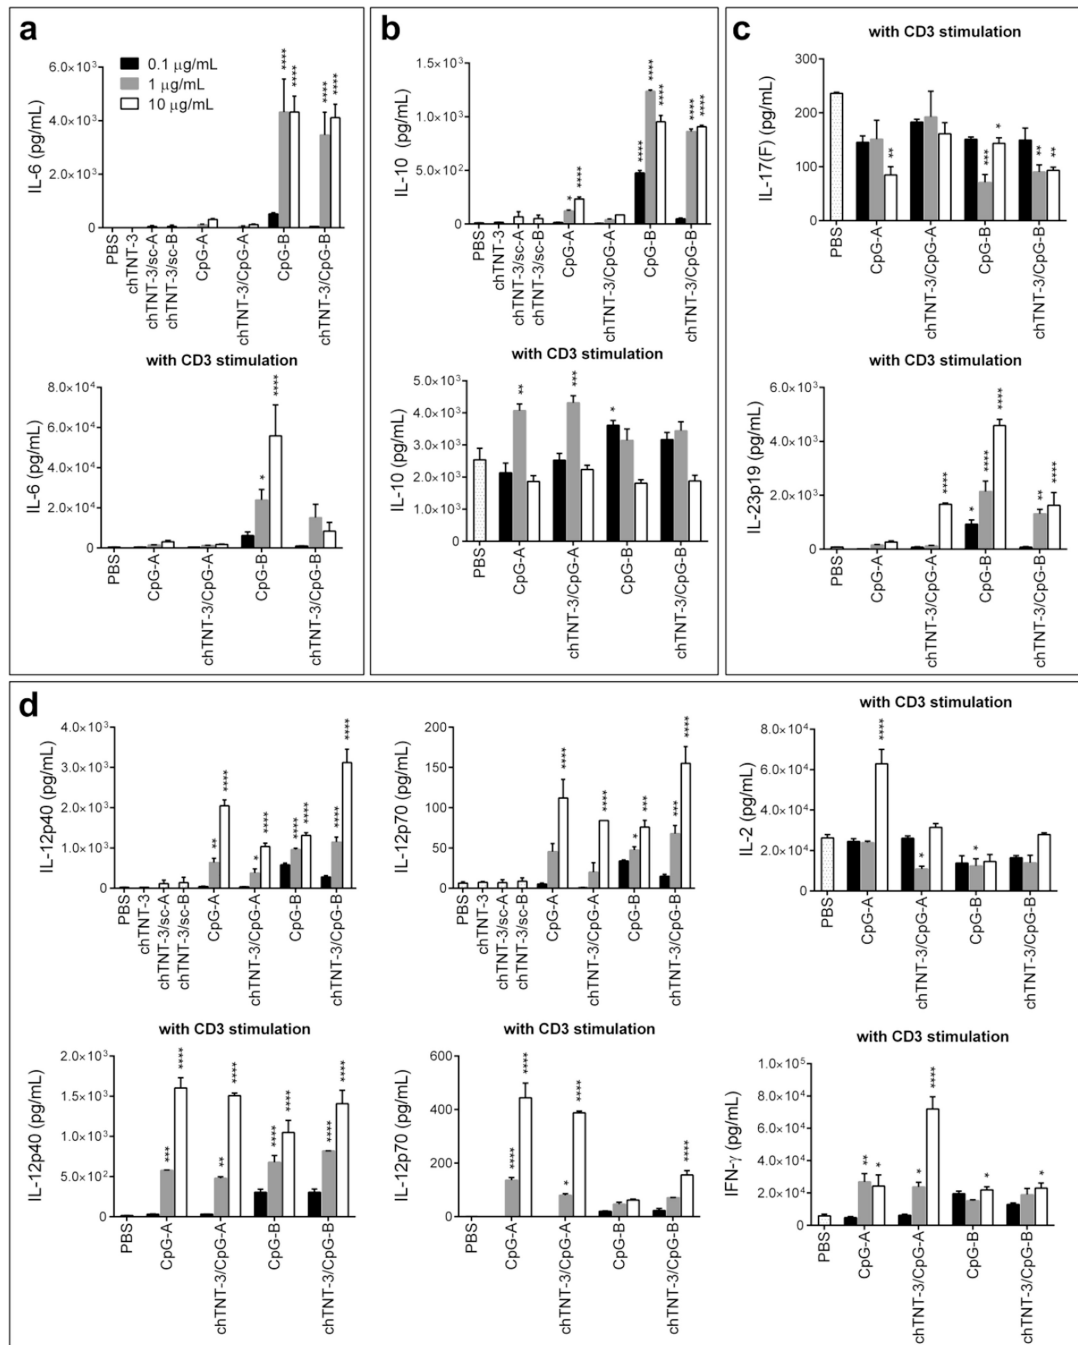 a
IL-6 (pg/mL)
6.0×10³
4.0×10³
2.0×10³
0
0.1 μg/mL
1 μg/mL
10 μg/mL
****
****
****
****
PBS
chTNT-3
chTNT-3/sc-A
chTNT-3/sc-B
CpG-A
chTNT-3/CpG-A
CpG-B
chTNT-3/CpG-B
with CD3 stimulation
IL-6 (pg/mL)
8.0×10⁴
6.0×10⁴
4.0×10⁴
2.0×10⁴
0
*
****
PBS
CpG-A
chTNT-3/CpG-A
CpG-B
chTNT-3/CpG-B
b
IL-10 (pg/mL)
1.5×10³
1.0×10³
5.0×10²
0
*
****
****
****
****
****
****
PBS
chTNT-3
chTNT-3/sc-A
chTNT-3/sc-B
CpG-A
chTNT-3/CpG-A
CpG-B
chTNT-3/CpG-B
with CD3 stimulation
IL-10 (pg/mL)
5.0×10³
4.0×10³
3.0×10³
2.0×10³
1.0×10³
0
**
***
*
PBS
CpG-A
chTNT-3/CpG-A
CpG-B
chTNT-3/CpG-B
c
with CD3 stimulation
IL-17(F) (pg/mL)
300
200
100
0
**
***
*
**
**
PBS
CpG-A
chTNT-3/CpG-A
CpG-B
chTNT-3/CpG-B
with CD3 stimulation
IL-23p19 (pg/mL)
6.0×10³
4.0×10³
2.0×10³
0
****
*
****
****
**
****
PBS
CpG-A
chTNT-3/CpG-A
CpG-B
chTNT-3/CpG-B
d
IL-12p40 (pg/mL)
4.0×10³
3.0×10³
2.0×10³
1.0×10³
0
**
****
*
****
****
****
****
****
PBS
chTNT-3
chTNT-3/sc-A
chTNT-3/sc-B
CpG-A
chTNT-3/CpG-A
CpG-B
chTNT-3/CpG-B
IL-12p70 (pg/mL)
200
150
100
50
0
****
****
*
***
***
****
PBS
chTNT-3
chTNT-3/sc-A
chTNT-3/sc-B
CpG-A
chTNT-3/CpG-A
CpG-B
chTNT-3/CpG-B
with CD3 stimulation
IL-2 (pg/mL)
8.0×10⁴
6.0×10⁴
4.0×10⁴
2.0×10⁴
0
****
*
*
PBS
CpG-A
chTNT-3/CpG-A
CpG-B
chTNT-3/CpG-B
with CD3 stimulation
IL-12p40 (pg/mL)
2.0×10³
1.5×10³
1.0×10³
5.0×10²
0
***
****
**
****
****
****
****
****
PBS
CpG-A
chTNT-3/CpG-A
CpG-B
chTNT-3/CpG-B
with CD3 stimulation
IL-12p70 (pg/mL)
600
400
200
0
****
****
*
****
****
PBS
CpG-A
chTNT-3/CpG-A
CpG-B
chTNT-3/CpG-B
with CD3 stimulation
IFN-γ (pg/mL)
1.0×10⁵
8.0×10⁴
6.0×10⁴
4.0×10⁴
2.0×10⁴
0
**
*
*
****
*
*
PBS
CpG-A
chTNT-3/CpG-A
CpG-B
chTNT-3/CpG-B